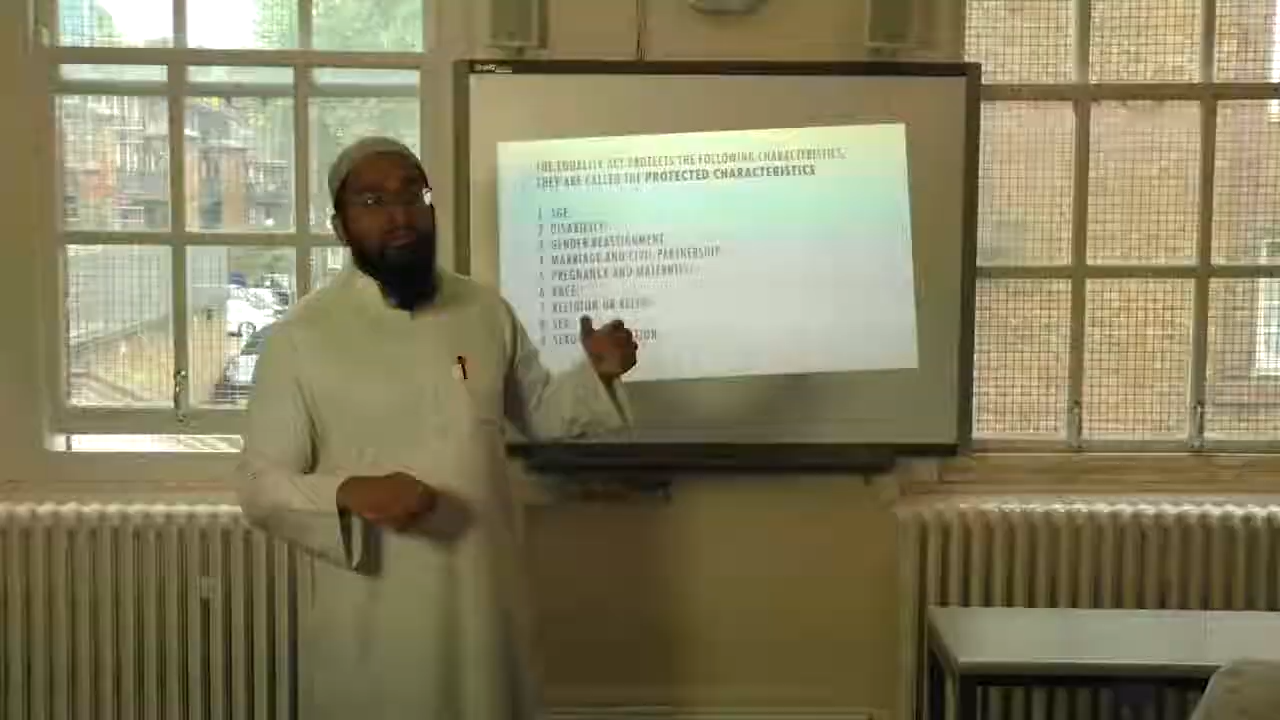 THE EQUALITY ACT PROTECTS THE FOLLOWING CHARACTERISTICS,
THEY ARE CALLED THE PROTECTED CHARACTERISTICS
1 AGE
2 DISABILITY
3 GENDER REASSIGNMENT
4 MARRIAGE AND CIVIL PARTNERSHIP
5 PREGNANCY AND MATERNITY
6 RACE
7 RELIGION OR BELIEF
8 SEX
9